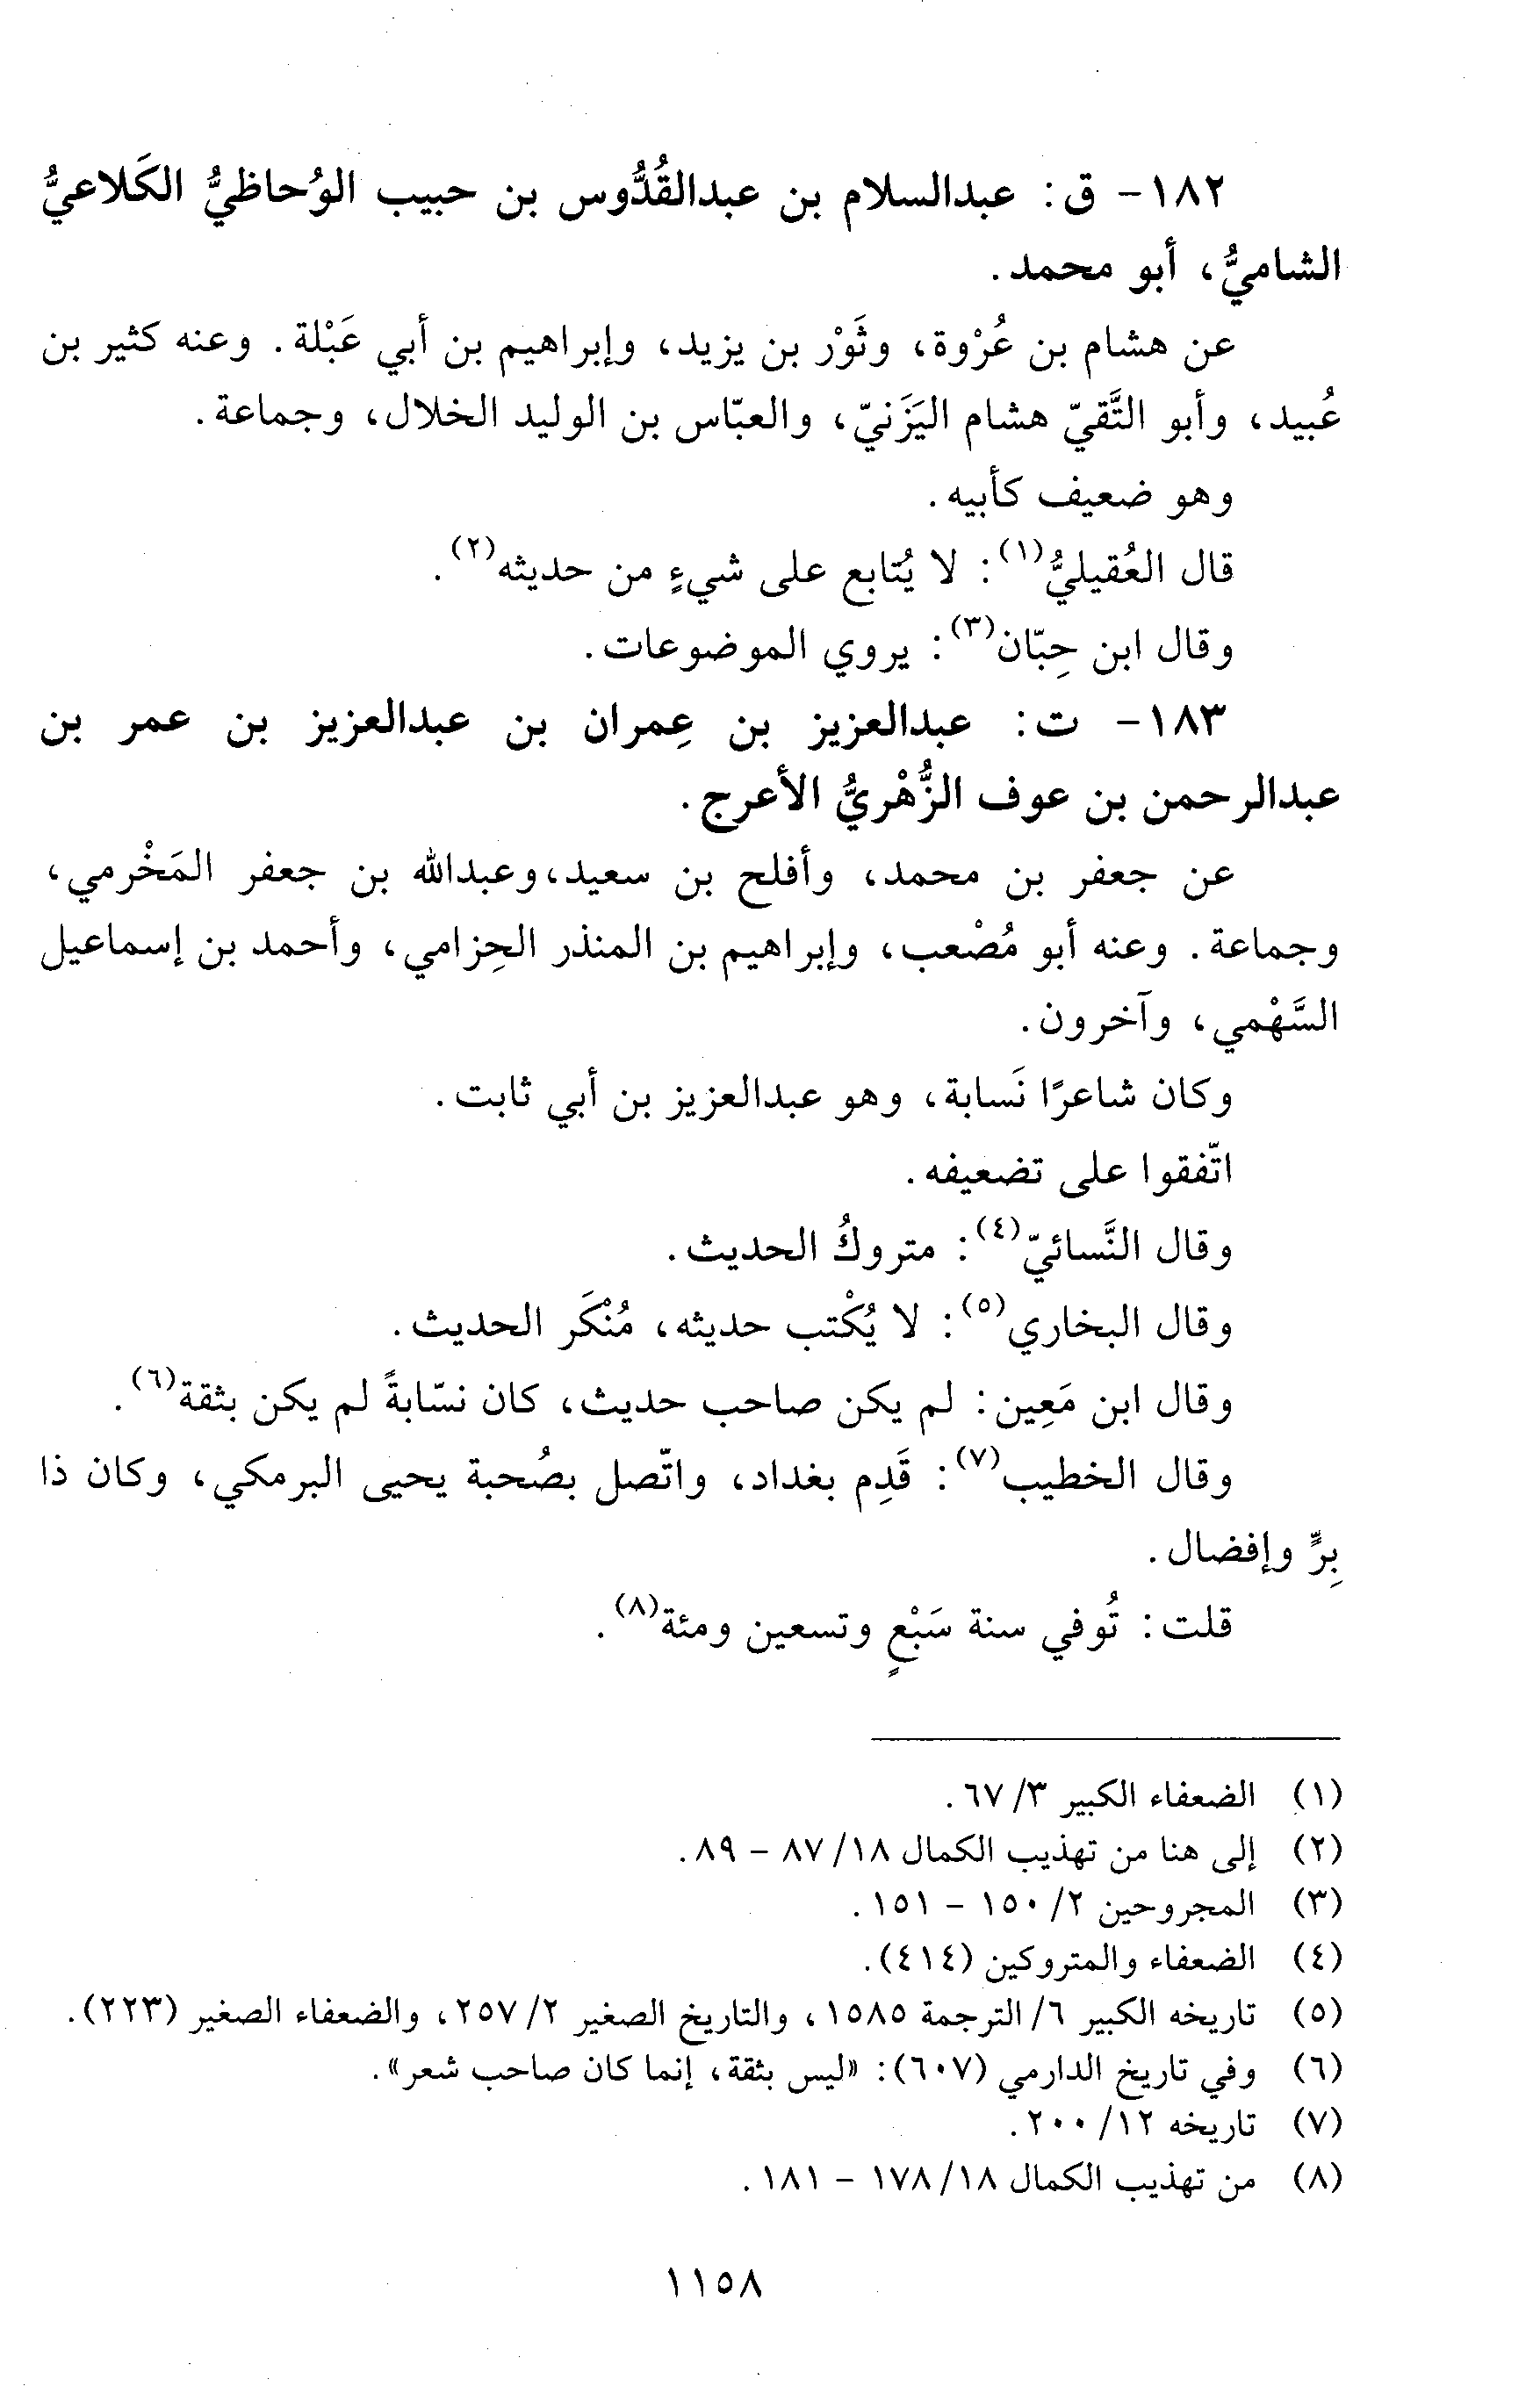 ١٨٢- ق: عبدالسلام بن عبدالقُدُّوس بن حبيب الوُحاظيُّ الكَلاعيُّ
الشاميُّ، أبو محمد.
عن هشام بن عُرْوة، وثَوْر بن يزيد، وإبراهيم بن أبي عَبْلة. وعنه كثير بن
عُبيد، وأبو التَّقيّ هشام اليَزَنيّ، والعبّاس بن الوليد الخلال، وجماعة.
وهو ضعيف كأبيه.
قال العُقيليُّ(١): لا يُتابع على شيءٍ من حديثه(٢).
وقال ابن حِبّان(٣): يروي الموضوعات.
١٨٣- ت: عبدالعزيز بن عِمران بن عبدالعزيز بن عمر بن
عبدالرحمن بن عوف الزُّهْريُّ الأعرج.
عن جعفر بن محمد، وأفلح بن سعيد، وعبدالله بن جعفر المَخْرمي،
وجماعة. وعنه أبو مُصْعب، وإبراهيم بن المنذر الحِزامي، وأحمد بن إسماعيل
السَّهْمي، وآخرون.
وكان شاعرًا نَسابة، وهو عبدالعزيز بن أبي ثابت.
اتّفقوا على تضعيفه.
وقال النَّسائيّ(٤): متروكُ الحديث.
وقال البخاري(٥): لا يُكْتب حديثه، مُنْكَر الحديث.
وقال ابن مَعِين: لم يكن صاحب حديث، كان نسّابةً لم يكن بثقة(٦).
وقال الخطيب(٧): قَدِم بغداد، واتّصل بصُحبة يحيى البرمكي، وكان ذا
بِرٍّ وإفضال.
قلت: تُوفي سنة سَبْعٍ وتسعين ومئة(٨).
(١) الضعفاء الكبير ٣/ ٦٧.
(٢) إلى هنا من تهذيب الكمال ١٨/ ٨٧ - ٨٩.
(٣) المجروحين ٢/ ١٥٠ - ١٥١.
(٤) الضعفاء والمتروكين (٤١٤).
(٥) تاريخه الكبير ٦/ الترجمة ١٥٨٥، والتاريخ الصغير ٢/ ٢٥٧، والضعفاء الصغير (٢٢٣).
(٦) وفي تاريخ الدارمي (٦٠٧): «ليس بثقة، إنما كان صاحب شعر».
(٧) تاريخه ١٢/ ٢٠٠.
(٨) من تهذيب الكمال ١٨/ ١٧٨ - ١٨١.
١١٥٨